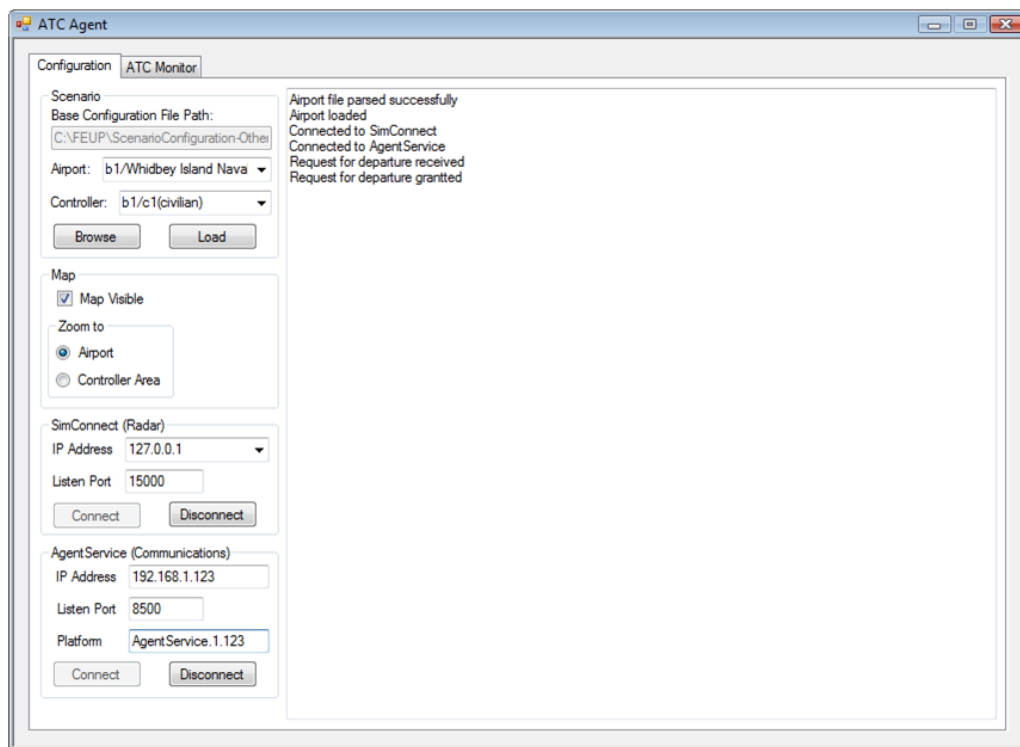 ATC Agent
Configuration
ATC Monitor
Scenario
Base Configuration File Path:
C:\FEUP\ScenarioConfiguration-Other
Airport: b1/Whidbey Island Nava
Controller: b1/c1(civilian)
Browse Load
Map
Map Visible
Zoom to
Airport
Controller Area
SimConnect (Radar)
IP Address 127.0.0.1
Listen Port 15000
Connect Disconnect
AgentService (Communications)
IP Address 192.168.1.123
Listen Port 8500
Platform AgentService.1.123
Connect Disconnect
Airport file parsed successfully
Airport loaded
Connected to SimConnect
Connected to AgentService
Request for departure received
Request for departure grantted